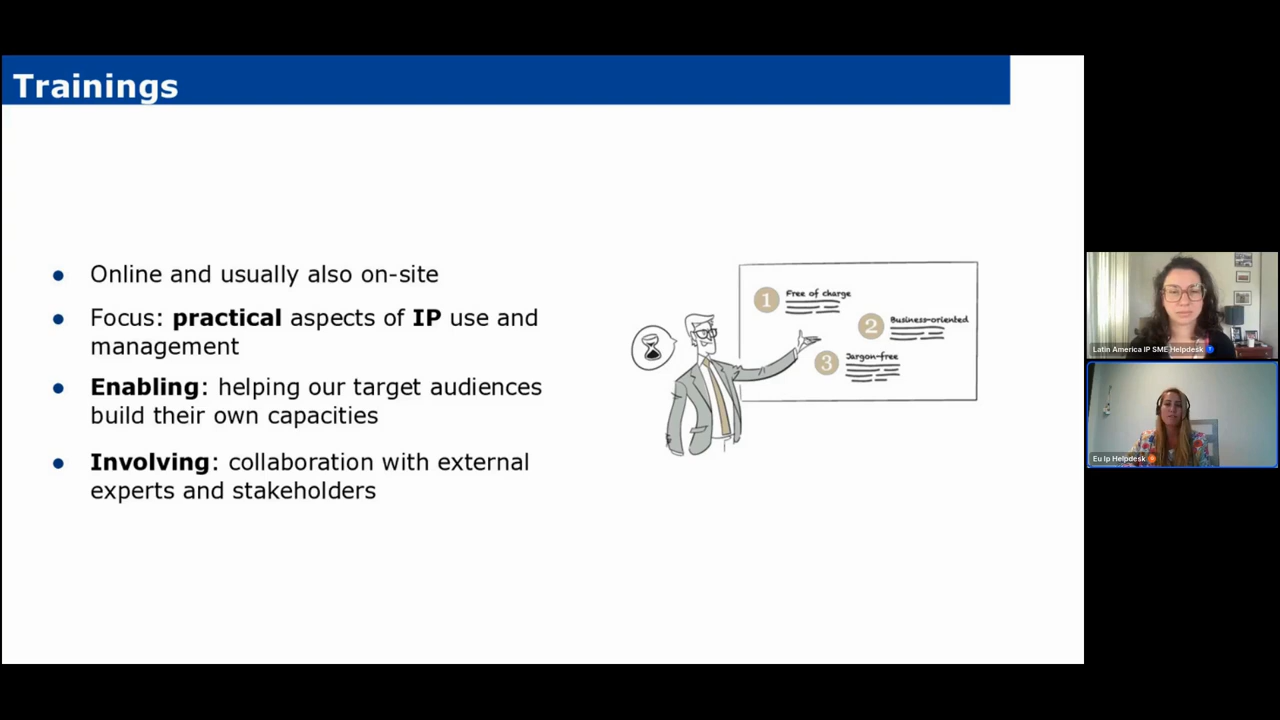 Trainings
Online and usually also on-site
Focus: practical aspects of IP use and
management
Enabling: helping our target audiences
build their own capacities
Involving: collaboration with external
experts and stakeholders
1 Free of charge
2 Business-oriented
3 Jargon-free
Latin America IP SME Helpdesk
Eu Ip Helpdesk